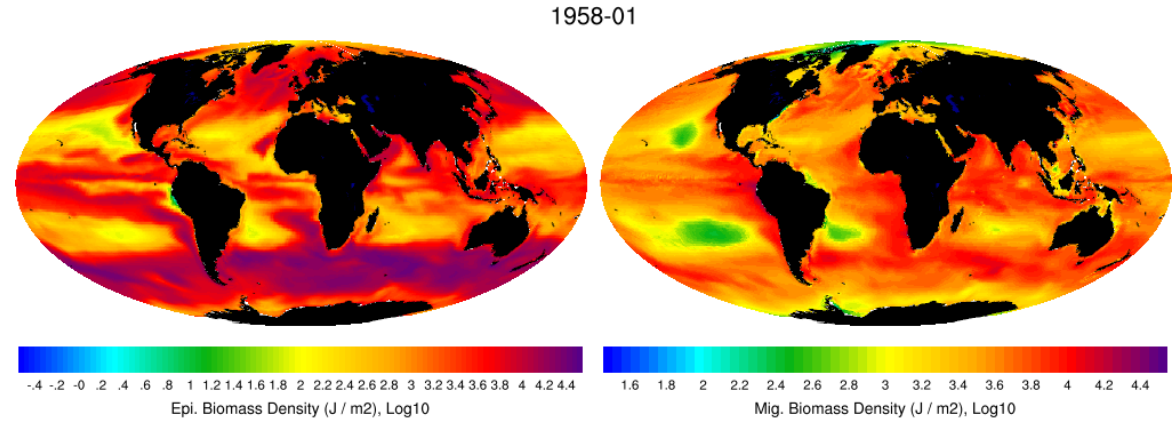 1958-01
-.4 -.2 -0 .2 .4 .6 .8 1 1.2 1.4 1.6 1.8 2 2.2 2.4 2.6 2.8 3 3.2 3.4 3.6 3.8 4 4.2 4.4
Epi. Biomass Density (J / m2), Log10
1.6 1.8 2 2.2 2.4 2.6 2.8 3 3.2 3.4 3.6 3.8 4 4.2 4.4
Mig. Biomass Density (J / m2), Log10